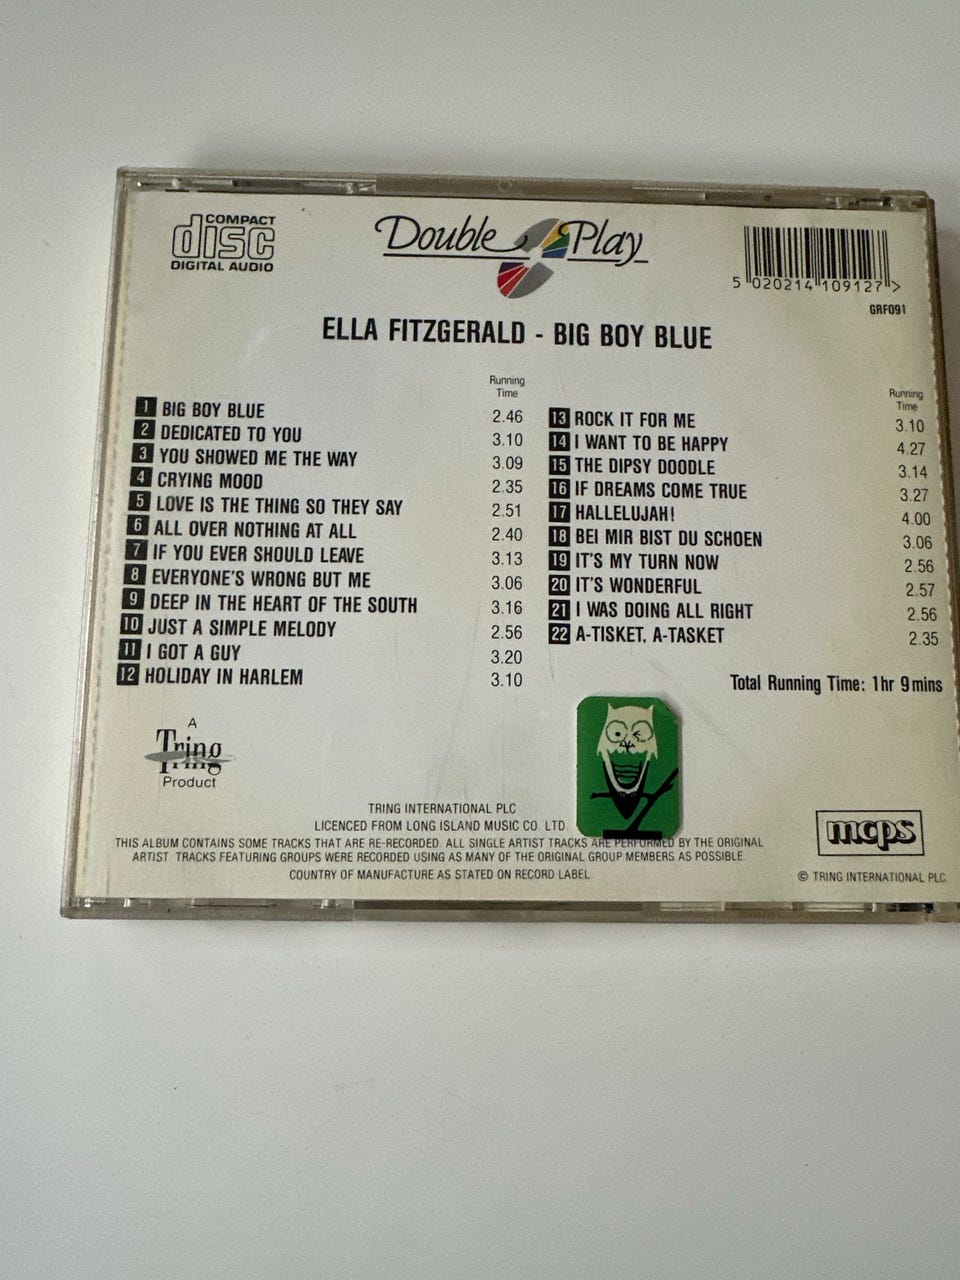 COMPACT
disc
DIGITAL AUDIO
Double Play
5 020214 109127 >
GRF091
ELLA FITZGERALD - BIG BOY BLUE
Running
Time
1 BIG BOY BLUE 2.46
2 DEDICATED TO YOU 3.10
3 YOU SHOWED ME THE WAY 3.09
4 CRYING MOOD 2.35
5 LOVE IS THE THING SO THEY SAY 2.51
6 ALL OVER NOTHING AT ALL 2.40
7 IF YOU EVER SHOULD LEAVE 3.13
8 EVERYONE'S WRONG BUT ME 3.06
9 DEEP IN THE HEART OF THE SOUTH 3.16
10 JUST A SIMPLE MELODY 2.56
11 I GOT A GUY 3.20
12 HOLIDAY IN HARLEM 3.10
Running
Time
13 ROCK IT FOR ME 3.10
14 I WANT TO BE HAPPY 4.27
15 THE DIPSY DOODLE 3.14
16 IF DREAMS COME TRUE 3.27
17 HALLELUJAH! 4.00
18 BEI MIR BIST DU SCHOEN 3.06
19 IT'S MY TURN NOW 2.56
20 IT'S WONDERFUL 2.57
21 I WAS DOING ALL RIGHT 2.56
22 A-TISKET, A-TASKET 2.35
Total Running Time: 1hr 9mins
A
Tring
Product
TRING INTERNATIONAL PLC
LICENCED FROM LONG ISLAND MUSIC CO. LTD.
THIS ALBUM CONTAINS SOME TRACKS THAT ARE RE-RECORDED. ALL SINGLE ARTIST TRACKS ARE PERFORMED BY THE ORIGINAL
ARTIST TRACKS FEATURING GROUPS WERE RECORDED USING AS MANY OF THE ORIGINAL GROUP MEMBERS AS POSSIBLE.
COUNTRY OF MANUFACTURE AS STATED ON RECORD LABEL.
mcps
© TRING INTERNATIONAL PLC.